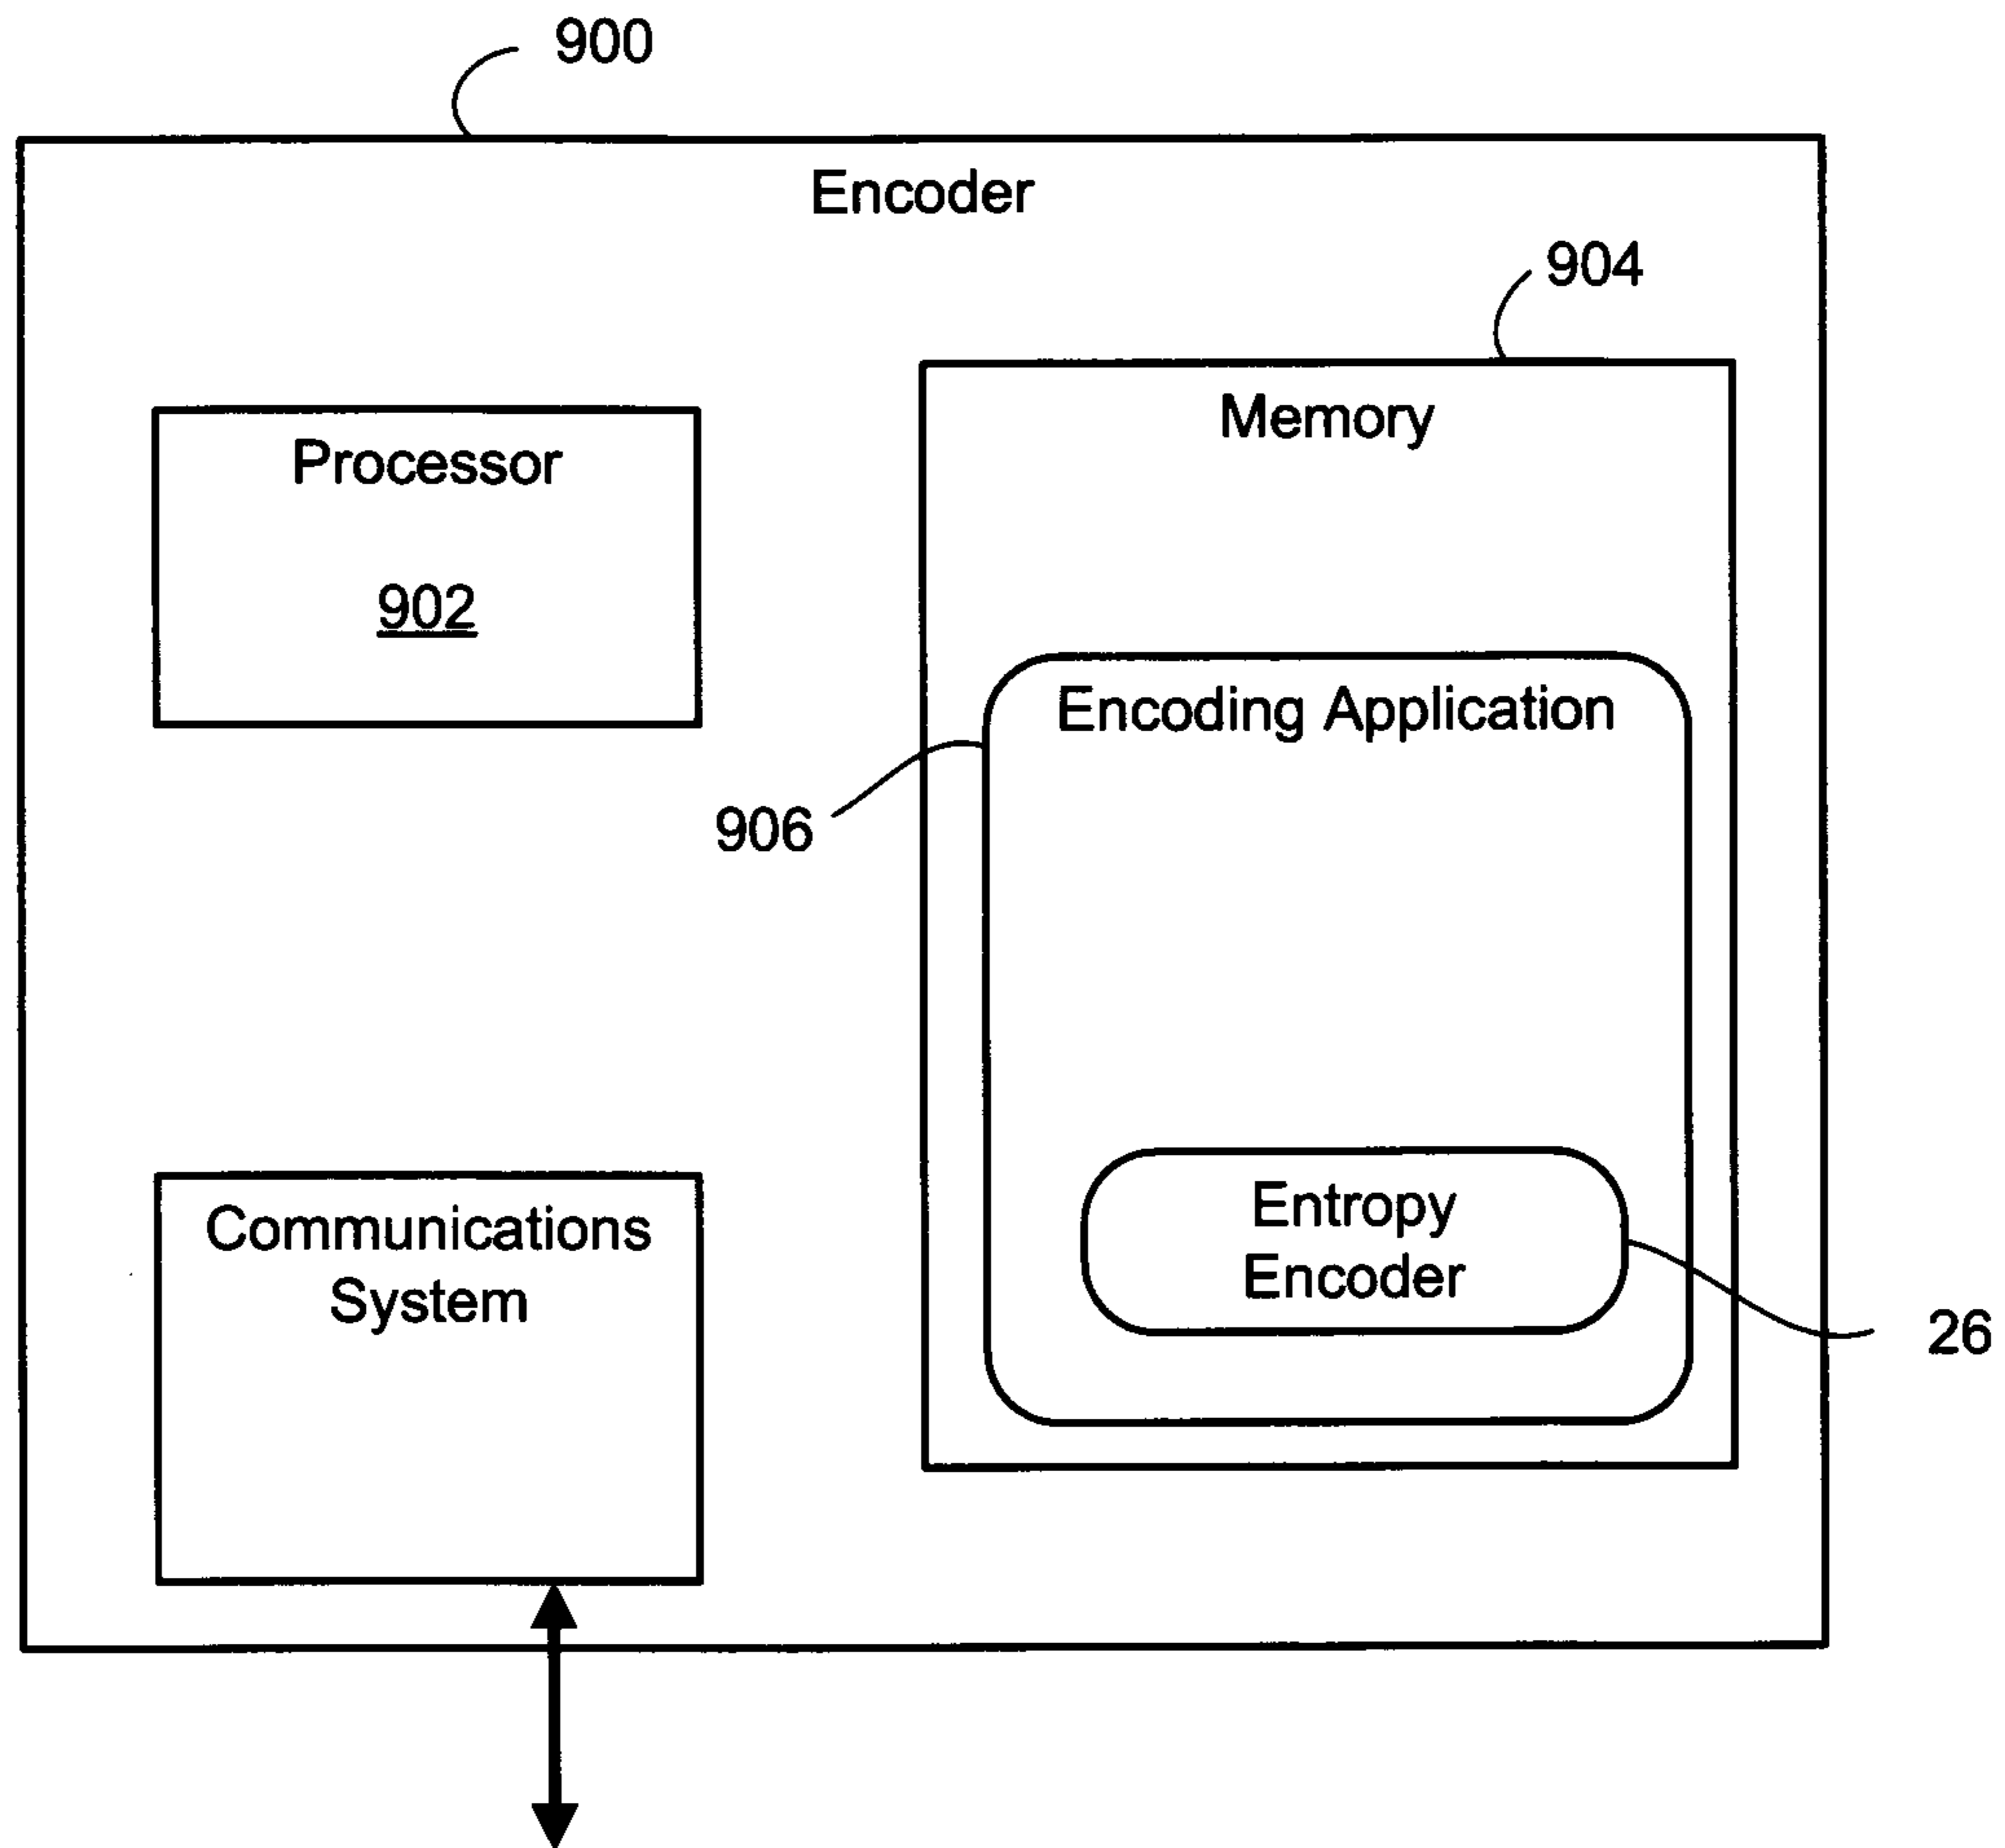 900
Encoder
904
Memory
Processor
902
Encoding Application
906
Entropy
Encoder
Communications
System
26